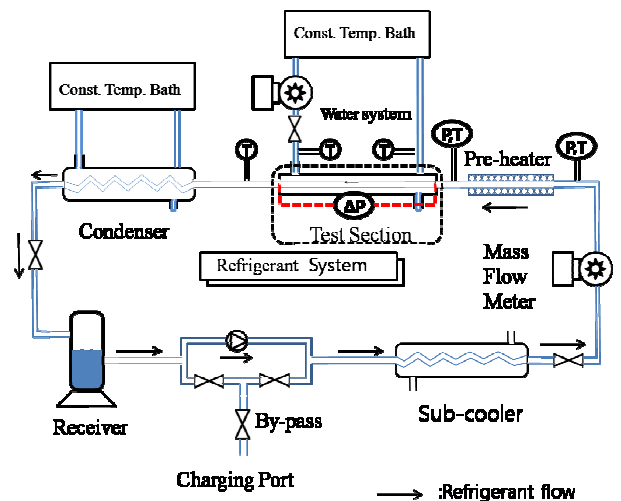 Const. Temp. Bath
Const. Temp. Bath
Water system
T
T
T
P,T
P,T
Pre-heater
ΔP
Condenser
Test Section
Refrigerant System
Mass
Flow
Meter
Receiver
By-pass
Sub-cooler
Charging Port
:Refrigerant flow